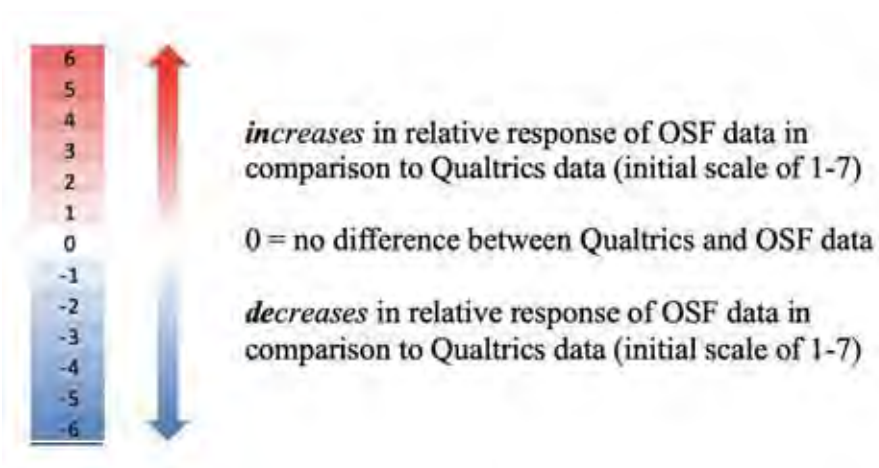 6
5
4
3
2
1
0
-1
-2
-3
-4
-5
-6
increases in relative response of OSF data in
comparison to Qualtrics data (initial scale of 1-7)
0 = no difference between Qualtrics and OSF data
decreases in relative response of OSF data in
comparison to Qualtrics data (initial scale of 1-7)